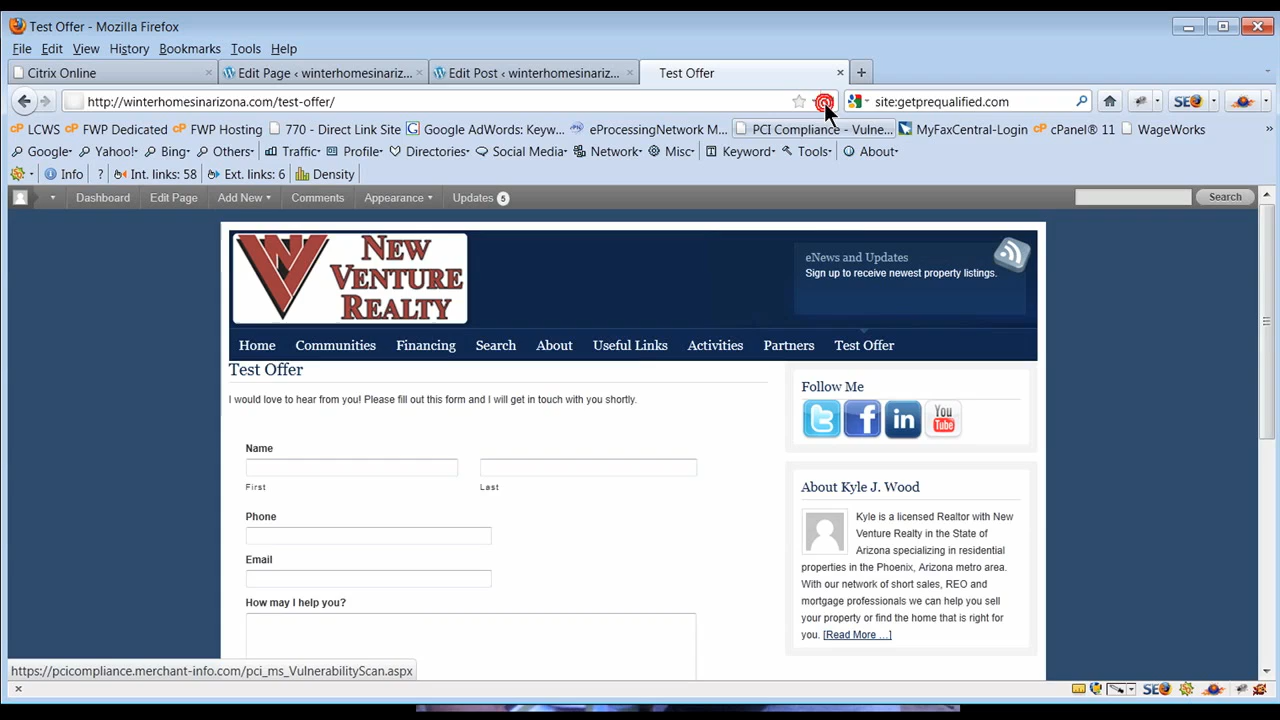 Test Offer - Mozilla Firefox
File Edit View History Bookmarks Tools Help
Citrix Online × Edit Page ‹ winterhomesinariz... × Edit Post ‹ winterhomesinariz... × Test Offer × +
http://winterhomesinarizona.com/test-offer/ site:getprequalified.com
LCWS FWP Dedicated FWP Hosting 770 - Direct Link Site Google AdWords: Keyw... eProcessingNetwork M... PCI Compliance - Vulne... MyFaxCentral-Login cPanel® 11 WageWorks
Google Yahoo! Bing Others Traffic Profile Directories Social Media Network Misc Keyword Tools About
Info ? Int. links: 58 Ext. links: 6 Density
Dashboard Edit Page Add New Comments Appearance Updates 5 Search
NEW
VENTURE
REALTY
eNews and Updates
Sign up to receive newest property listings.
Home Communities Financing Search About Useful Links Activities Partners Test Offer
Test Offer
I would love to hear from you! Please fill out this form and I will get in touch with you shortly.
Name
First Last
Phone
Email
How may I help you?
Follow Me
t f in You Tube
About Kyle J. Wood
Kyle is a licensed Realtor with New
Venture Realty in the State of
Arizona specializing in residential
properties in the Phoenix, Arizona metro area.
With our network of short sales, REO and
mortgage professionals we can help you sell
your property or find the home that is right for
you. [Read More ...]
https://pcicompliance.merchant-info.com/pci_ms_VulnerabilityScan.aspx
× SEO